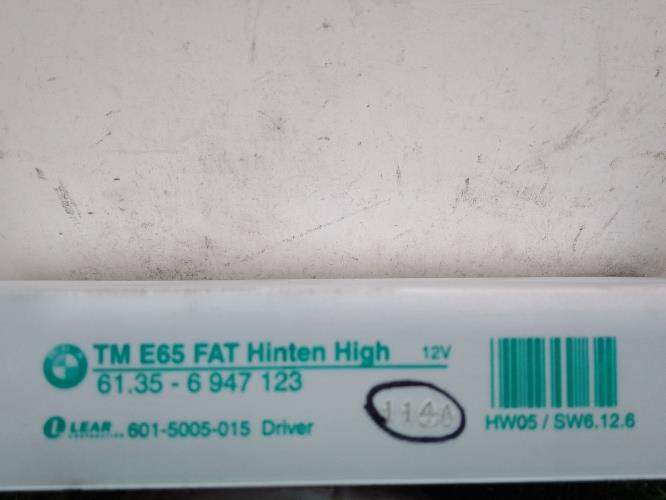 TM E65 FAT Hinten High 12V
61.35 - 6 947 123
LEAR CORPORATION 601-5005-015 Driver
HW05 / SW6.12.6